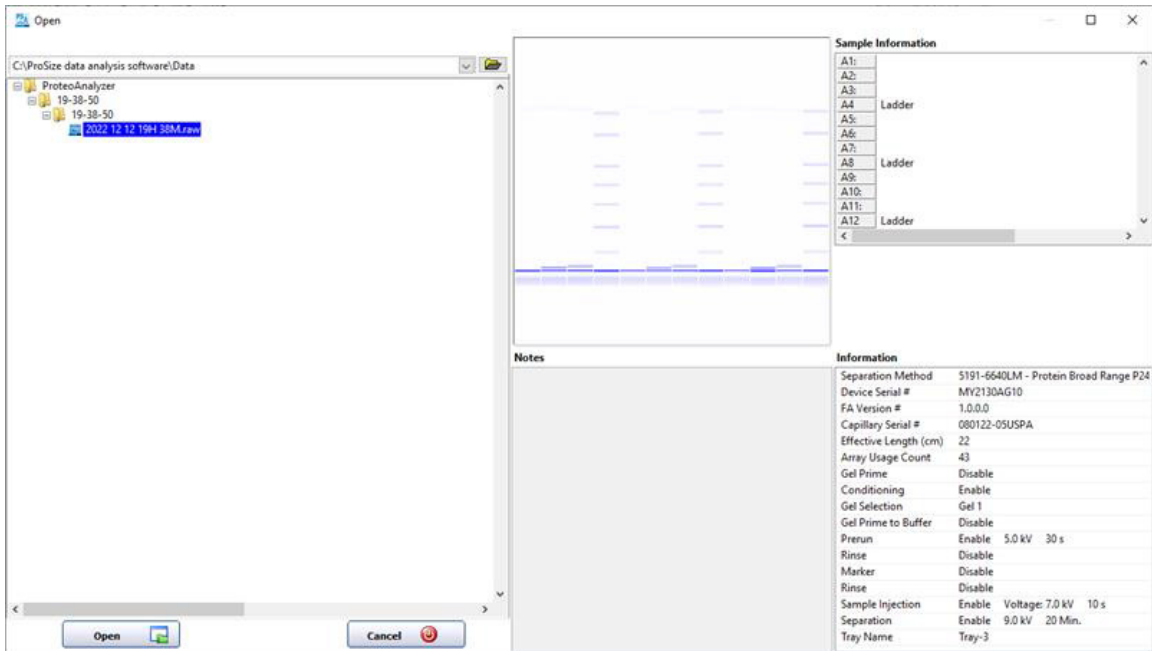 Open
C:\ProSize data analysis software\Data
ProteoAnalyzer
19-38-50
19-38-50
2022 12 12 19H 38M.raw
Open
Cancel
Notes
Sample Information
A1:
A2:
A3:
A4 Ladder
A5:
A6:
A7:
A8 Ladder
A9:
A10:
A11:
A12 Ladder
Information
Separation Method 5191-6640LM - Protein Broad Range P24
Device Serial # MY2130AG10
FA Version # 1.0.0.0
Capillary Serial # 080122-05USPA
Effective Length (cm) 22
Array Usage Count 43
Gel Prime Disable
Conditioning Enable
Gel Selection Gel 1
Gel Prime to Buffer Disable
Prerun Enable 5.0 kV 30 s
Rinse Disable
Marker Disable
Rinse Disable
Sample Injection Enable Voltage: 7.0 kV 10 s
Separation Enable 9.0 kV 20 Min.
Tray Name Tray-3